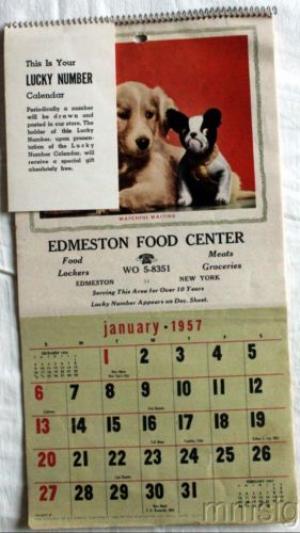 This Is Your
LUCKY NUMBER
Calendar
Periodically a number
will be drawn and
posted in our store. The
holder of this Lucky
Number, upon presen-
tation of the Lucky
Number Calendar, will
receive a special gift
absolutely free.
WATCHFUL WAITING
EDMESTON FOOD CENTER
Food Meats
Lockers WO 5-8351 Groceries
EDMESTON NEW YORK
Serving This Area for Over 10 Years
Lucky Number Appears on Dec. Sheet.
january · 1957
S M T W T F S
1 2 3 4 5
6 7 8 9 10 11 12
13 14 15 16 17 18 19
20 21 22 23 24 25 26
27 28 29 30 31